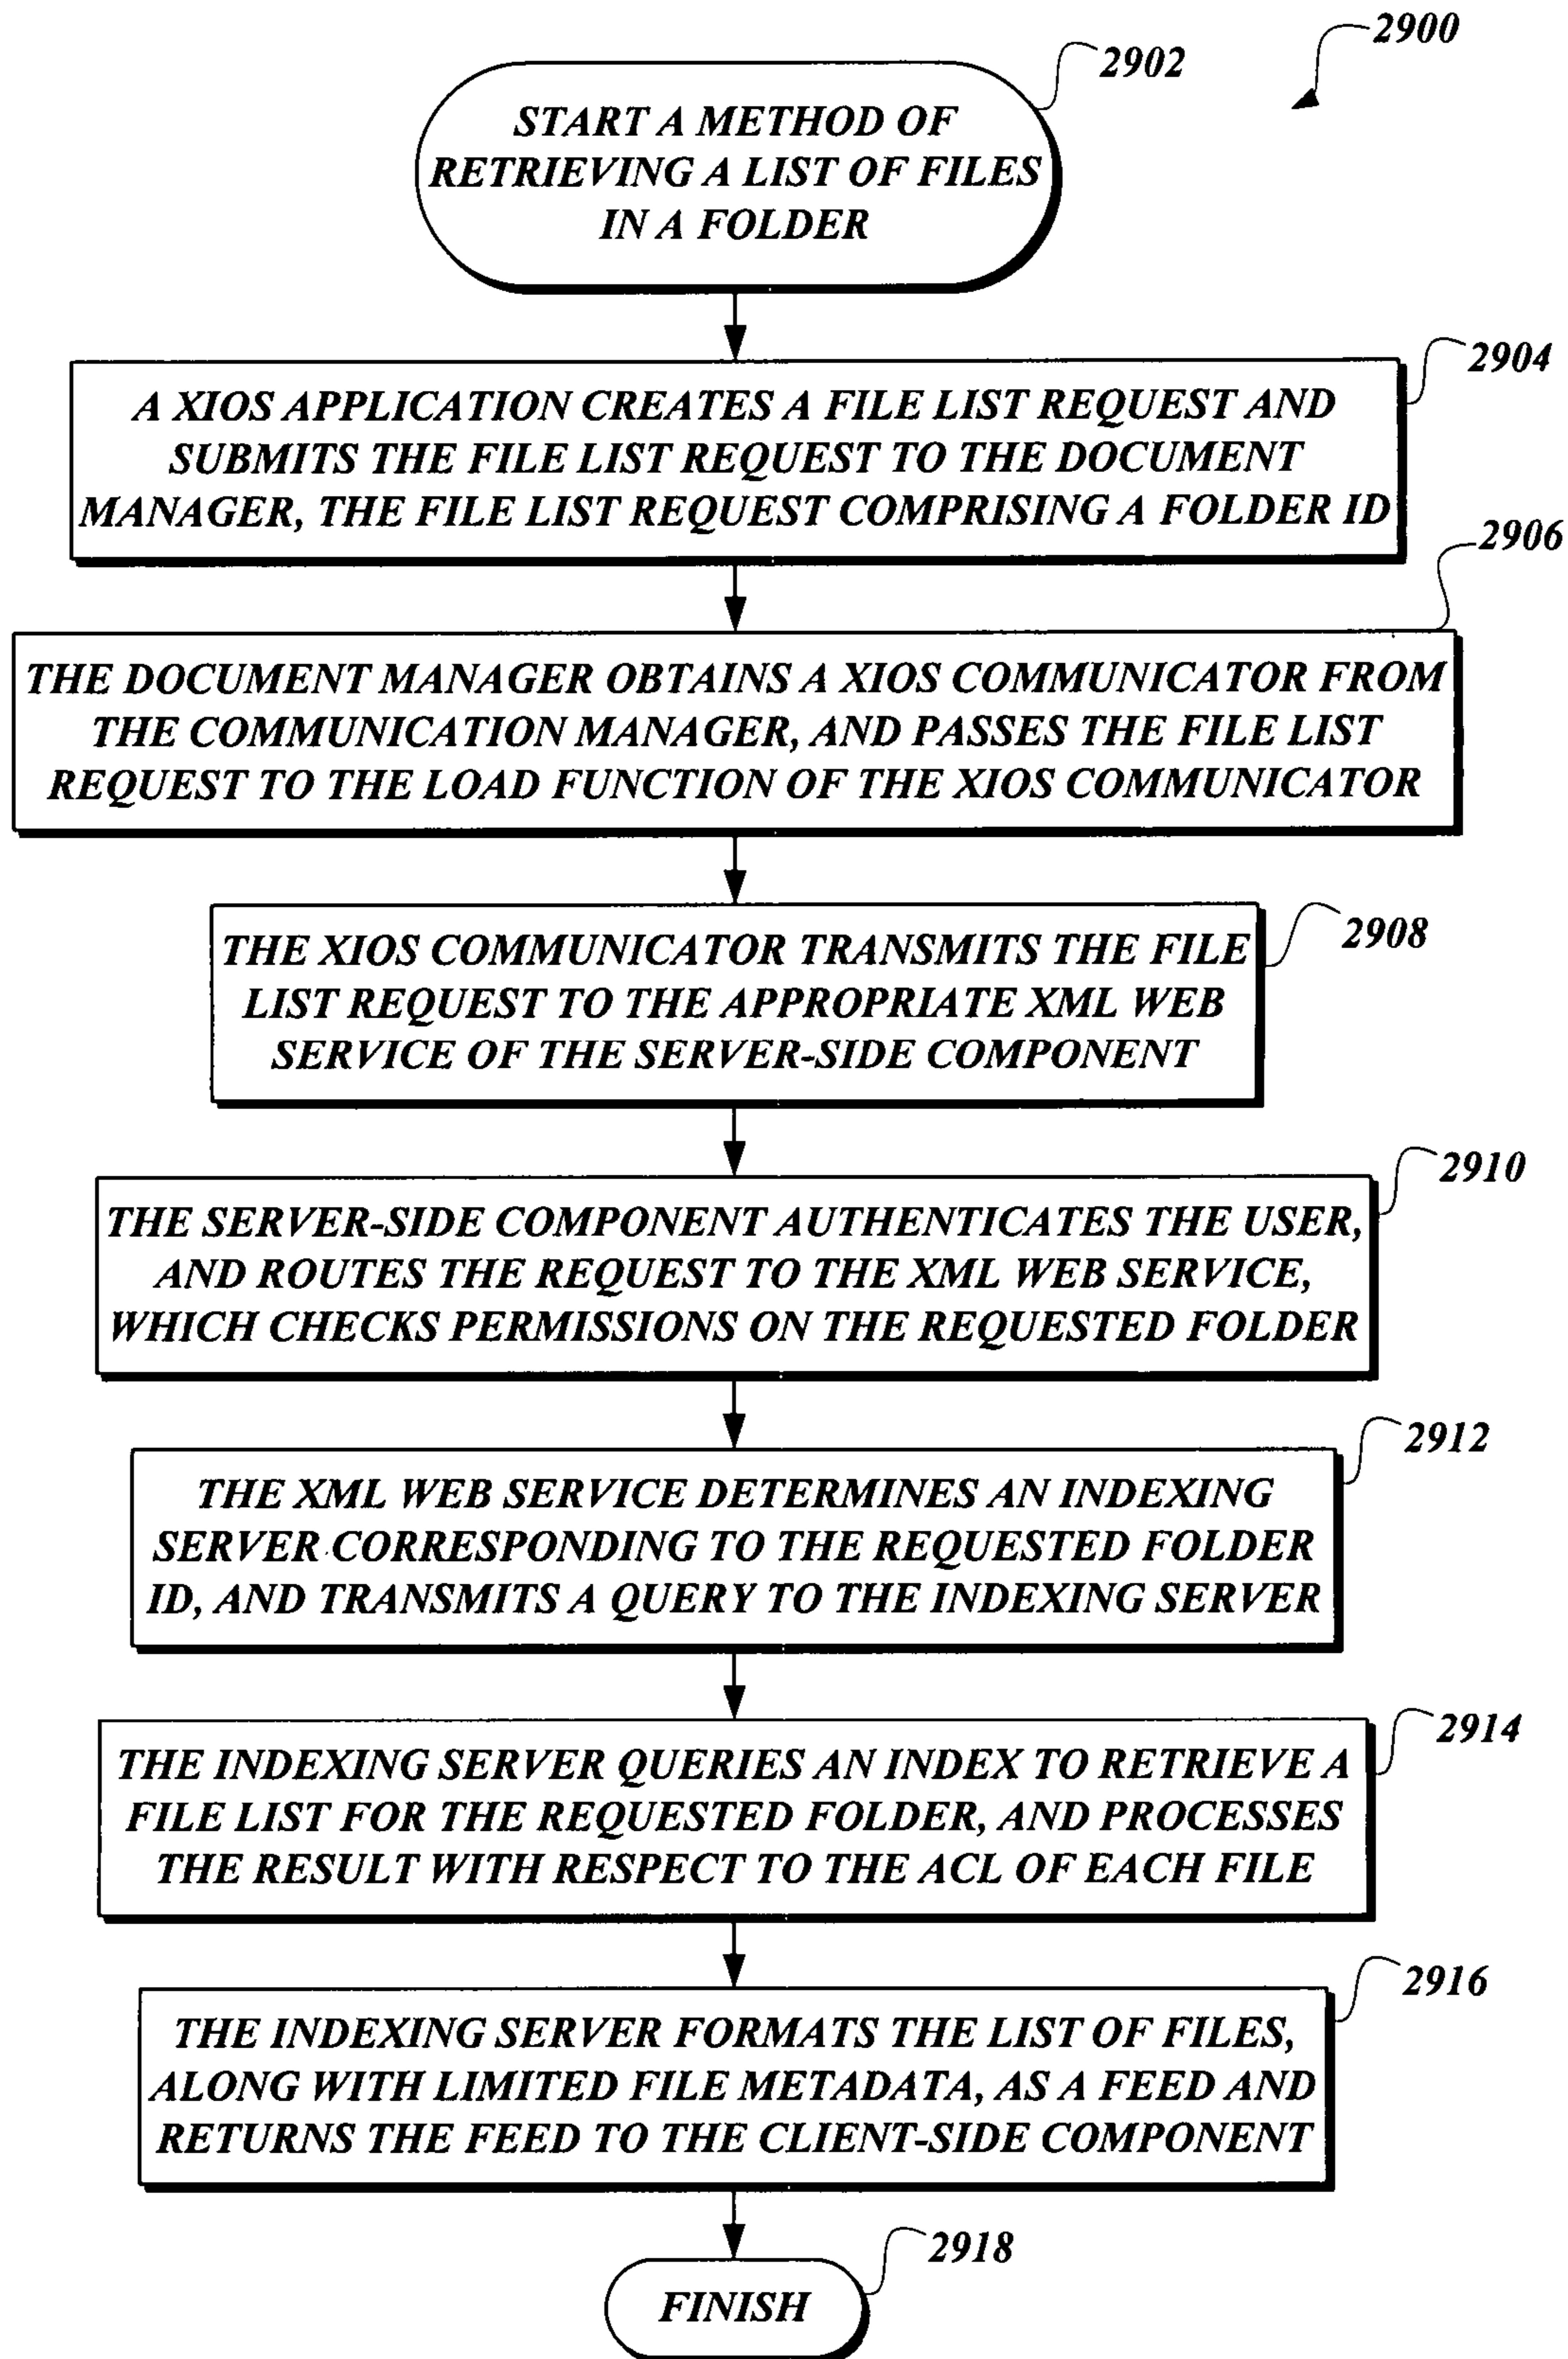 2900
2902
START A METHOD OF
RETRIEVING A LIST OF FILES
IN A FOLDER
2904
A XIOS APPLICATION CREATES A FILE LIST REQUEST AND
SUBMITS THE FILE LIST REQUEST TO THE DOCUMENT
MANAGER, THE FILE LIST REQUEST COMPRISING A FOLDER ID
2906
THE DOCUMENT MANAGER OBTAINS A XIOS COMMUNICATOR FROM
THE COMMUNICATION MANAGER, AND PASSES THE FILE LIST
REQUEST TO THE LOAD FUNCTION OF THE XIOS COMMUNICATOR
2908
THE XIOS COMMUNICATOR TRANSMITS THE FILE
LIST REQUEST TO THE APPROPRIATE XML WEB
SERVICE OF THE SERVER-SIDE COMPONENT
2910
THE SERVER-SIDE COMPONENT AUTHENTICATES THE USER,
AND ROUTES THE REQUEST TO THE XML WEB SERVICE,
WHICH CHECKS PERMISSIONS ON THE REQUESTED FOLDER
2912
THE XML WEB SERVICE DETERMINES AN INDEXING
SERVER CORRESPONDING TO THE REQUESTED FOLDER
ID, AND TRANSMITS A QUERY TO THE INDEXING SERVER
2914
THE INDEXING SERVER QUERIES AN INDEX TO RETRIEVE A
FILE LIST FOR THE REQUESTED FOLDER, AND PROCESSES
THE RESULT WITH RESPECT TO THE ACL OF EACH FILE
2916
THE INDEXING SERVER FORMATS THE LIST OF FILES,
ALONG WITH LIMITED FILE METADATA, AS A FEED AND
RETURNS THE FEED TO THE CLIENT-SIDE COMPONENT
2918
FINISH